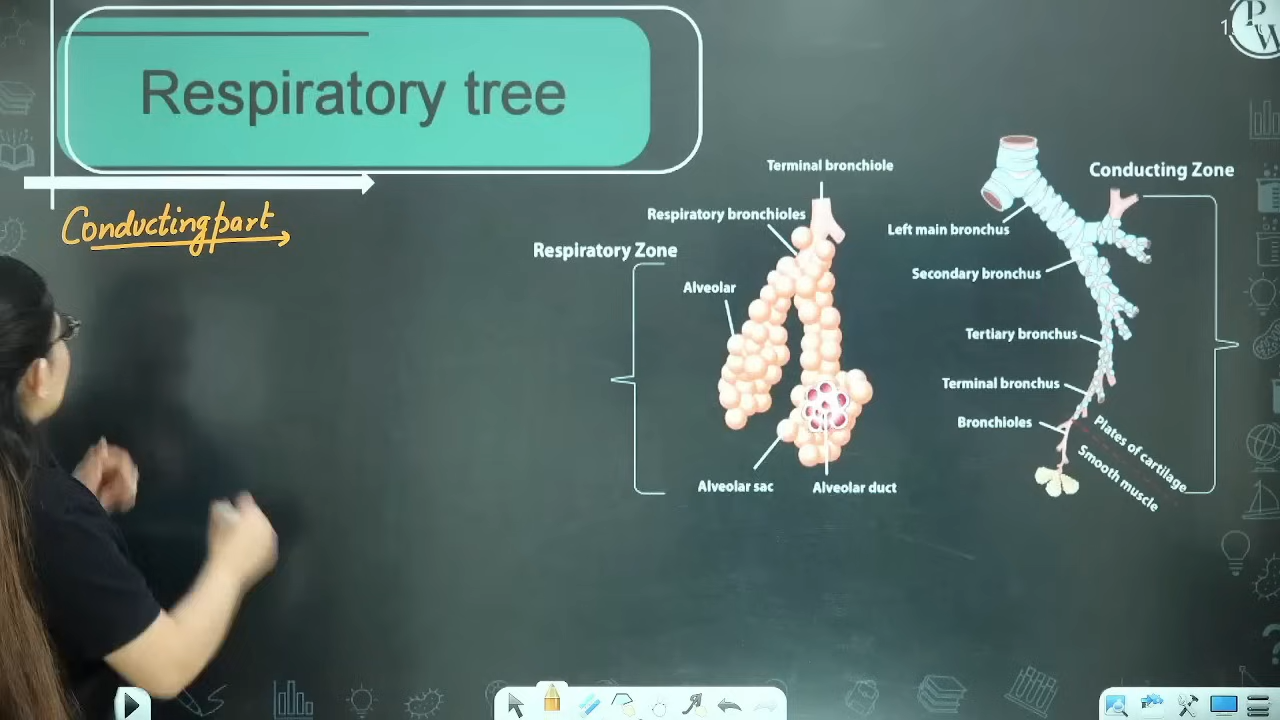 Respiratory tree
Conducting part
Terminal bronchiole
Respiratory bronchioles
Respiratory Zone
Alveolar
Alveolar sac
Alveolar duct
Conducting Zone
Left main bronchus
Secondary bronchus
Tertiary bronchus
Terminal bronchus
Bronchioles
Plates of cartilage
Smooth muscle
P
W